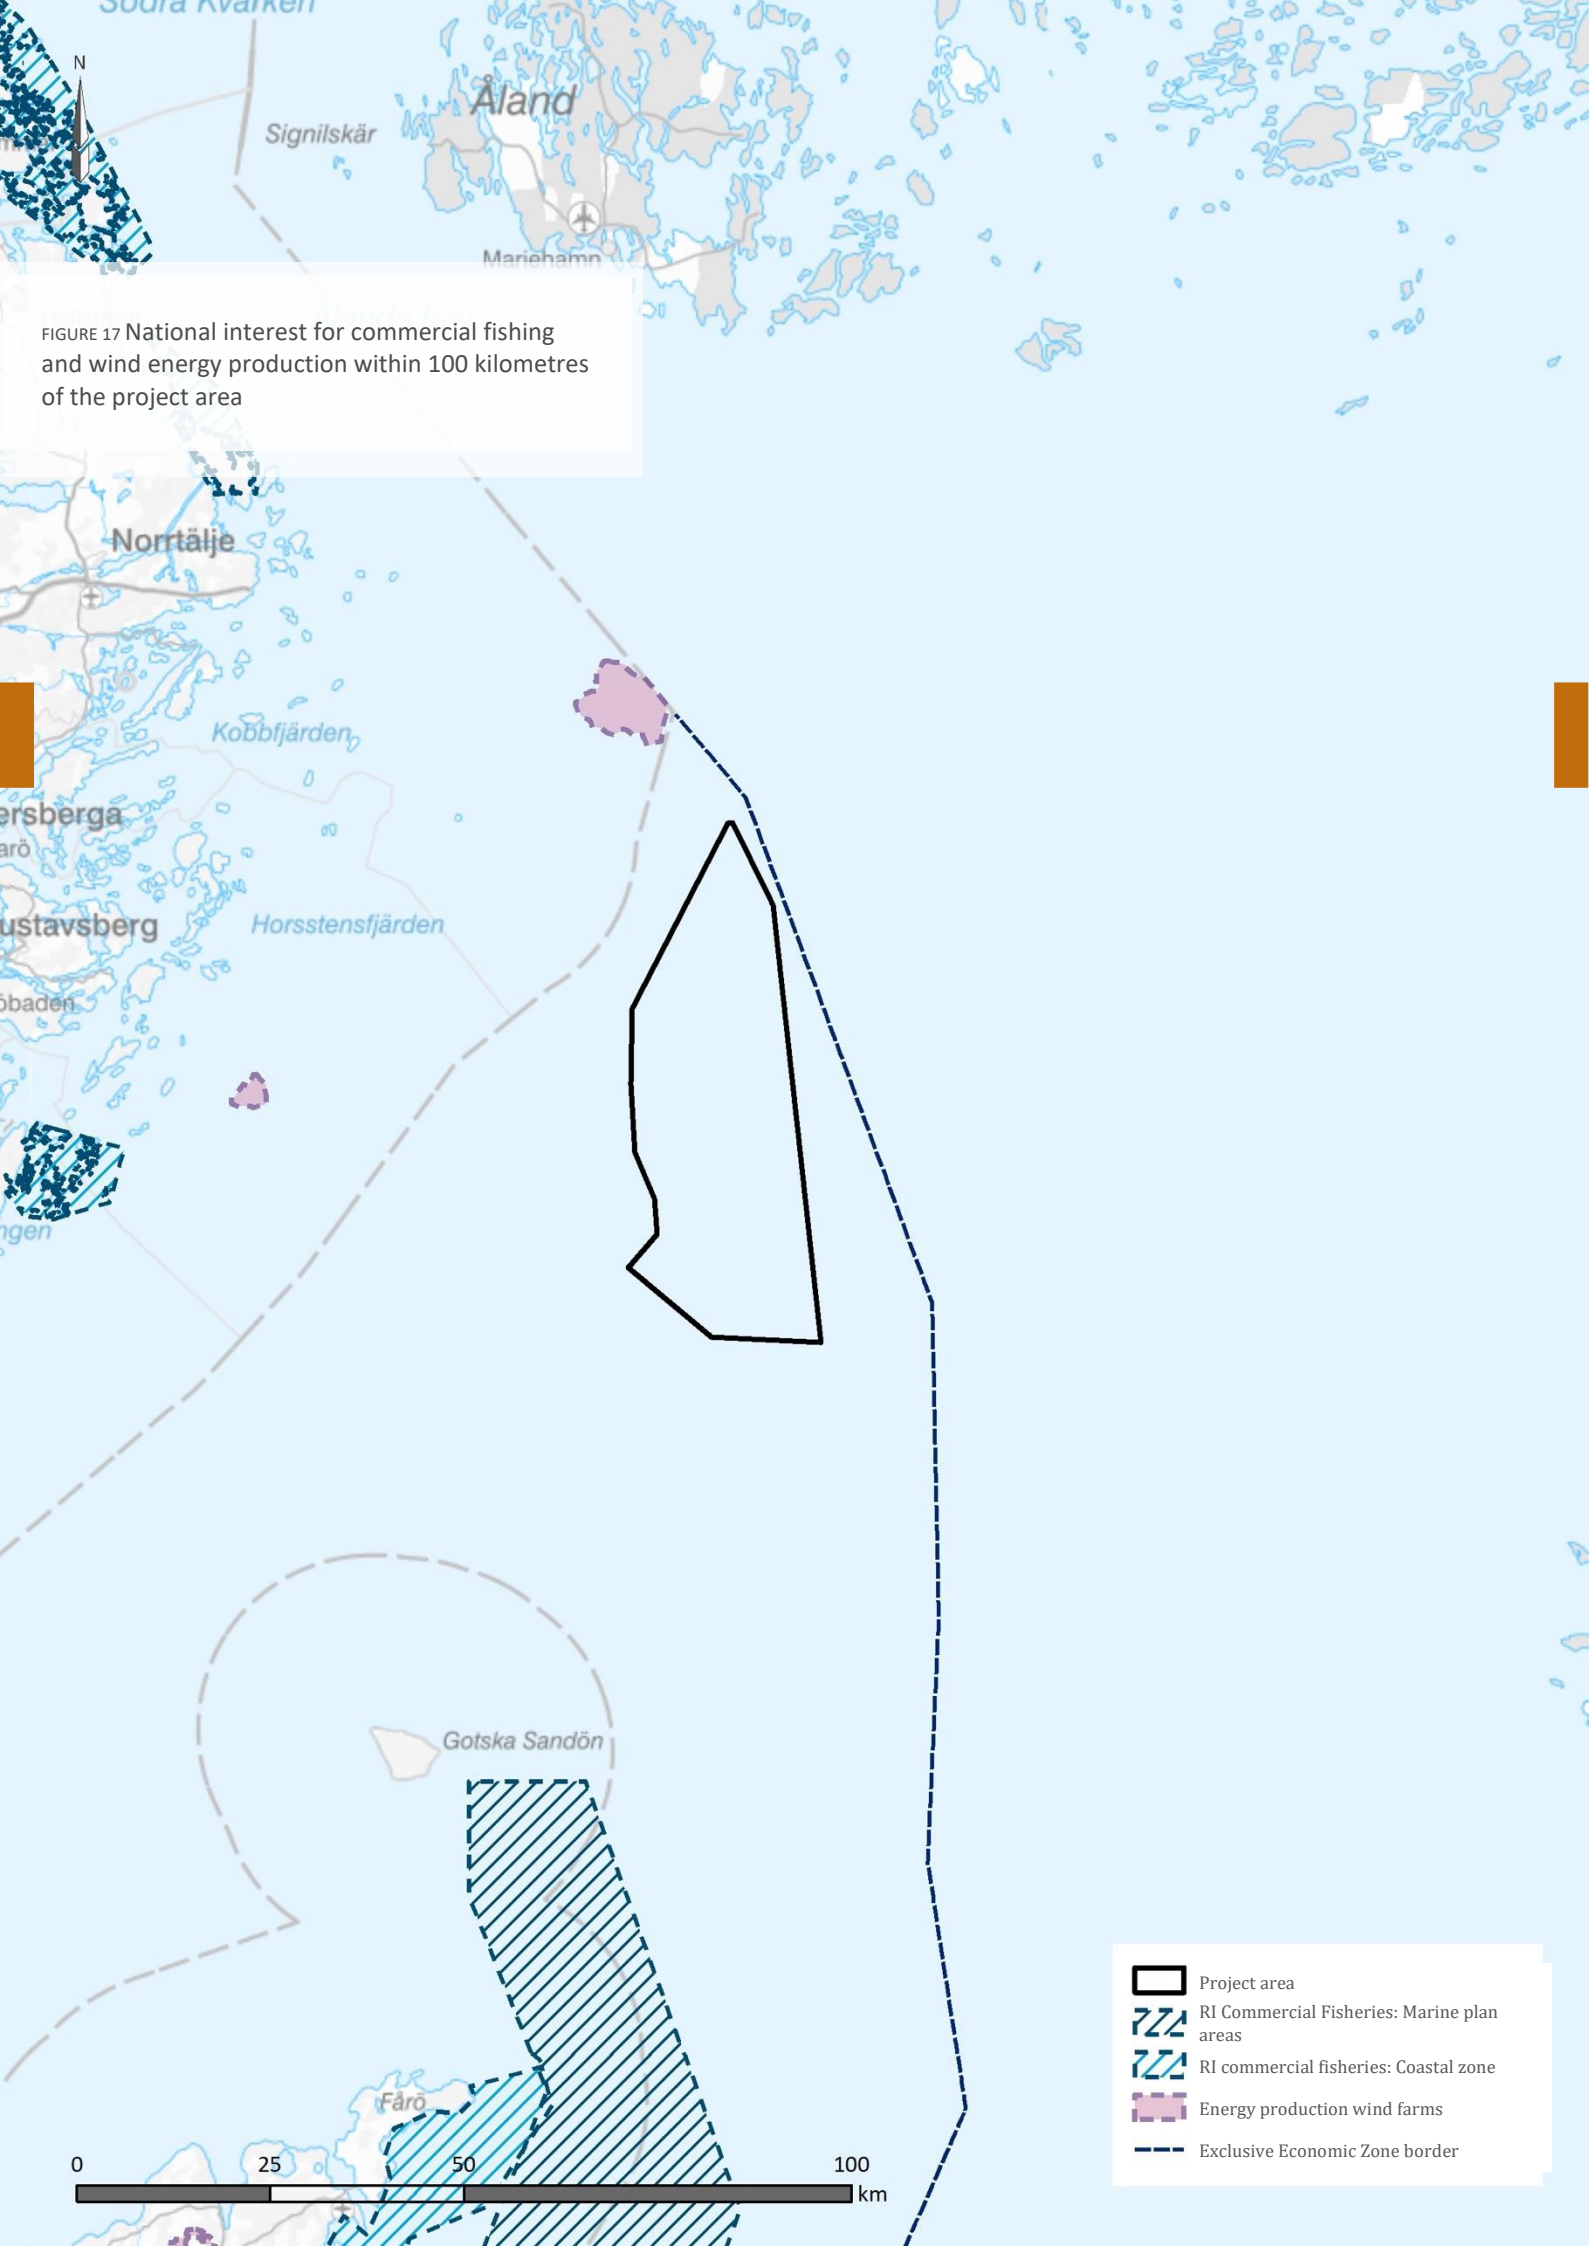 Södra Kvarken
N
Åland
Signilskär
Mariehamn
FIGURE 17 National interest for commercial fishing
and wind energy production within 100 kilometres
of the project area
Norrtälje
Kobbfjärden
ersberga
arö
ustavsberg
Horsstensfjärden
öbaden
ngen
Gotska Sandön
Fårö
0 25 50 100
km
Project area
RI Commercial Fisheries: Marine plan
areas
RI commercial fisheries: Coastal zone
Energy production wind farms
Exclusive Economic Zone border